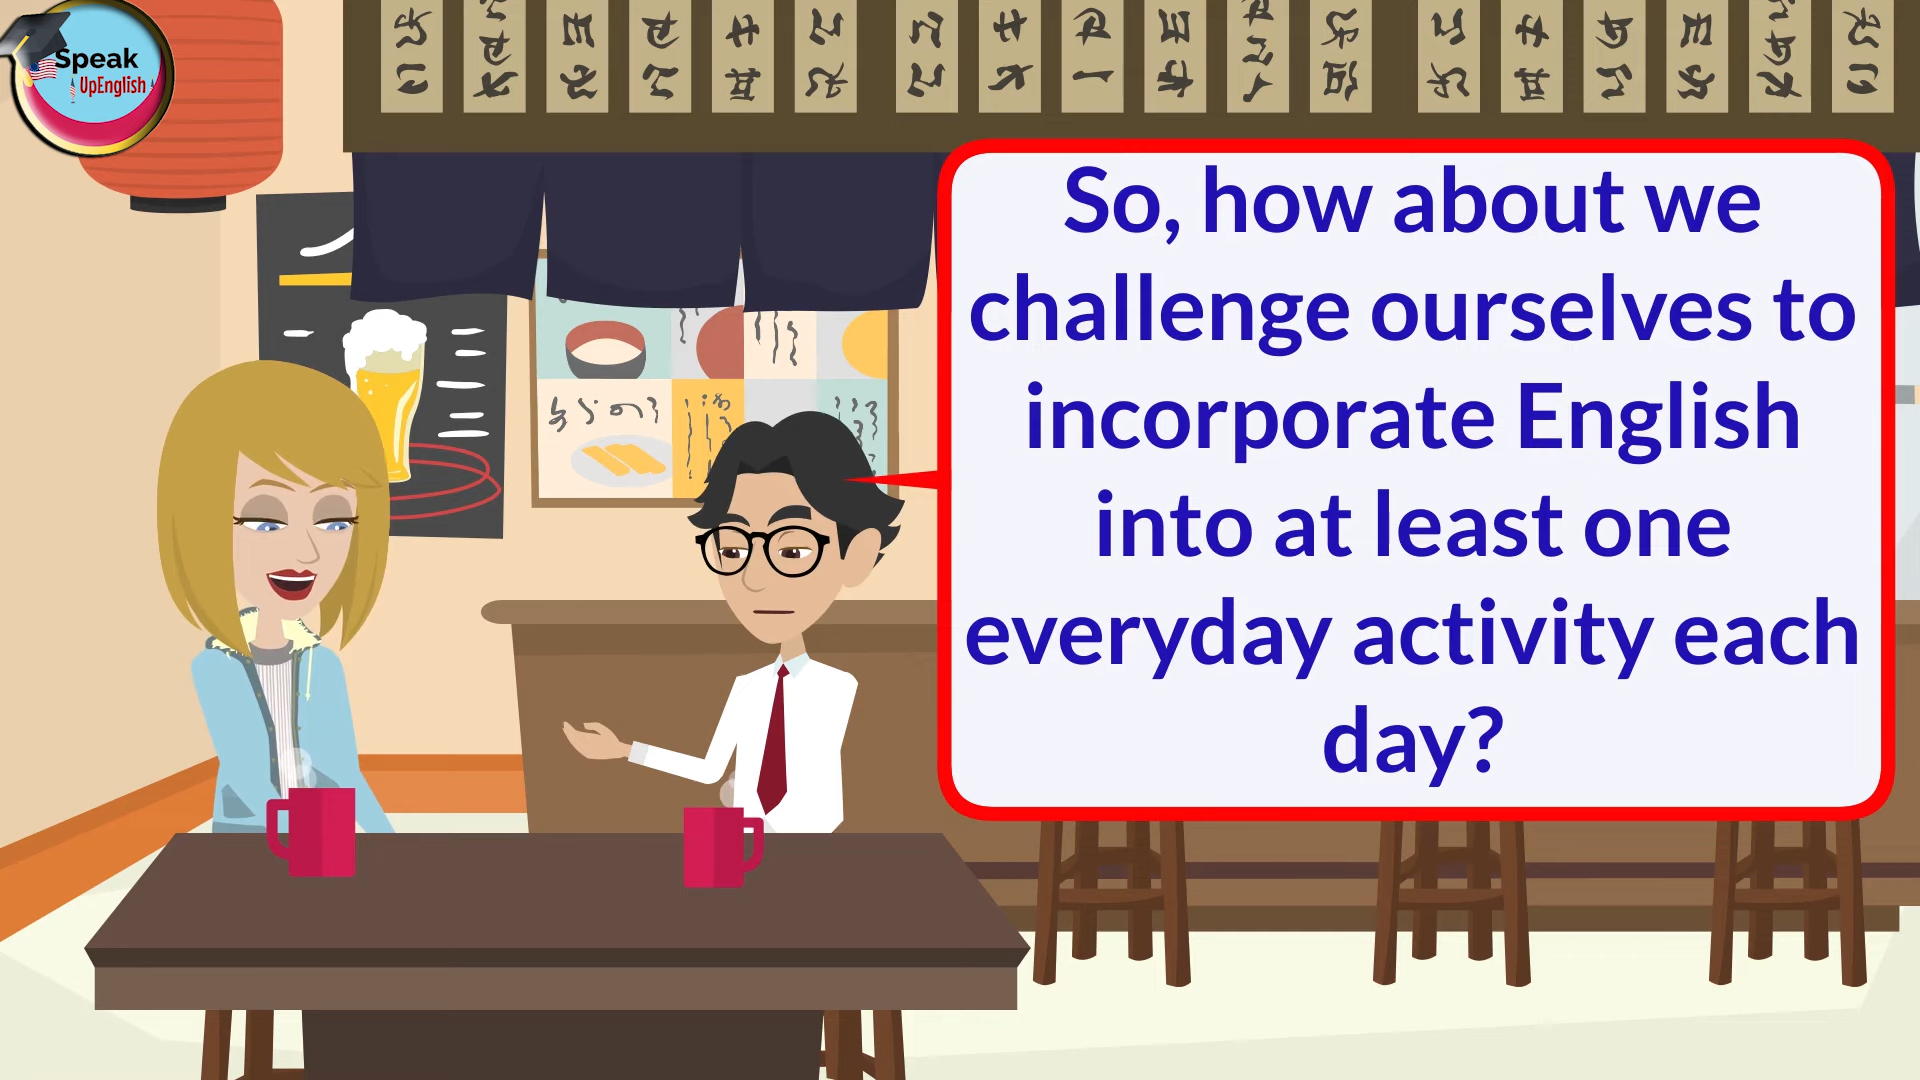 Speak
UpEnglish
So, how about we
challenge ourselves to
incorporate English
into at least one
everyday activity each
day?